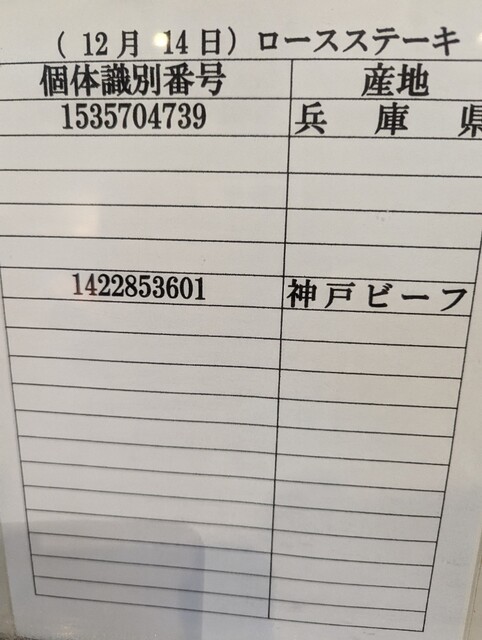 (12月 14日) ロースステーキ
個体識別番号 産地
1535704739 兵庫県
1422853601 神戸ビーフ